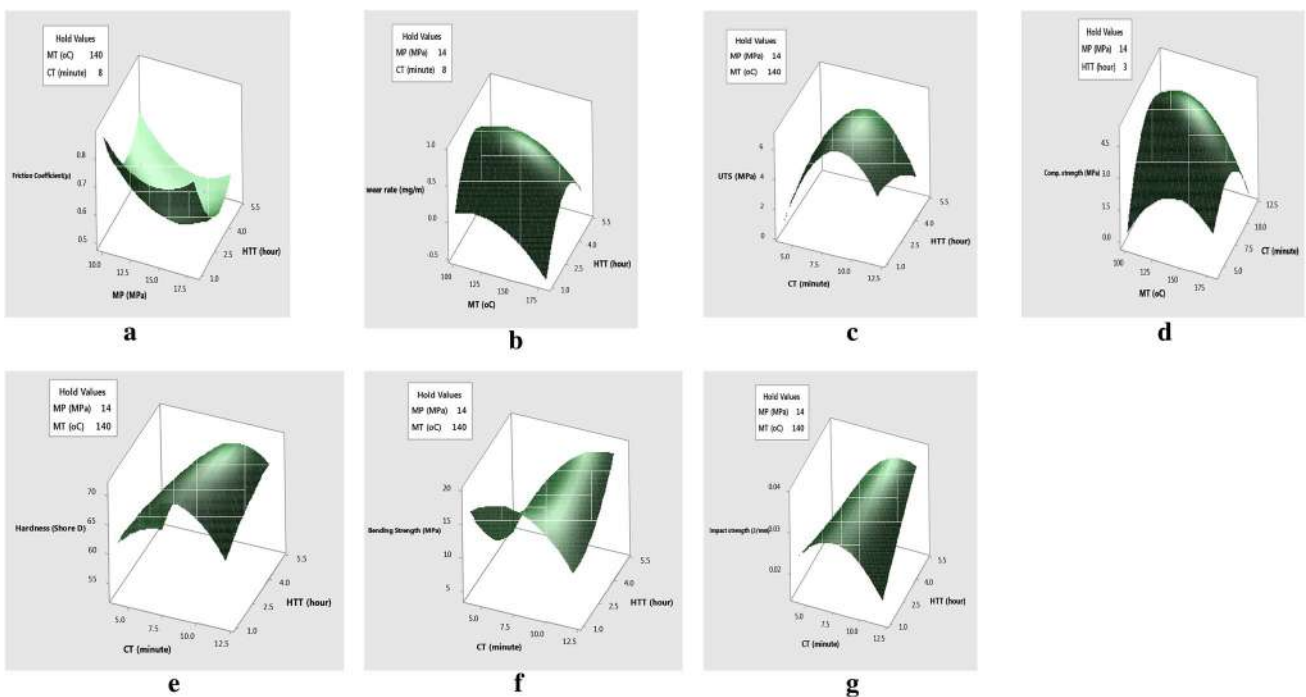 Hold Values
MT (oC) 140
CT (minute) 8
0.8
Friction Coefficient(μ)
0.7
0.6
0.5
10.0
12.5
15.0
17.5
MP (MPa)
5.5
4.0
HTT (hour)
2.5
1.0
a
Hold Values
MP (MPa) 14
CT (minute) 8
1.0
wear rate (mg/m)
0.5
0.0
-0.5
100
125
150
175
MT (oC)
5.5
4.0
HTT (hour)
2.5
1.0
b
Hold Values
MP (MPa) 14
MT (oC) 140
6
UTS (MPa)
4
2
0
5.0
7.5
10.0
12.5
CT (minute)
5.5
4.0
HTT (hour)
2.5
1.0
c
Hold Values
MP (MPa) 14
HTT (hour) 3
4.5
Comp. strength (MPa)
3.0
1.5
0.0
100
125
150
175
MT (oC)
12.5
10.0
CT (minute)
7.5
5.0
d
Hold Values
MP (MPa) 14
MT (oC) 140
70
65
Hardness (Shore D)
60
55
5.0
7.5
10.0
12.5
CT (minute)
5.5
4.0
HTT (hour)
2.5
1.0
e
Hold Values
MP (MPa) 14
MT (oC) 140
20
15
Bending Strength (MPa)
10
5
5.0
7.5
10.0
12.5
CT (minute)
5.5
4.0
HTT (hour)
2.5
1.0
f
Hold Values
MP (MPa) 14
MT (oC) 140
0.04
0.03
Impact strength (J/mm)
0.02
5.0
7.5
10.0
12.5
CT (minute)
5.5
4.0
HTT (hour)
2.5
1.0
g